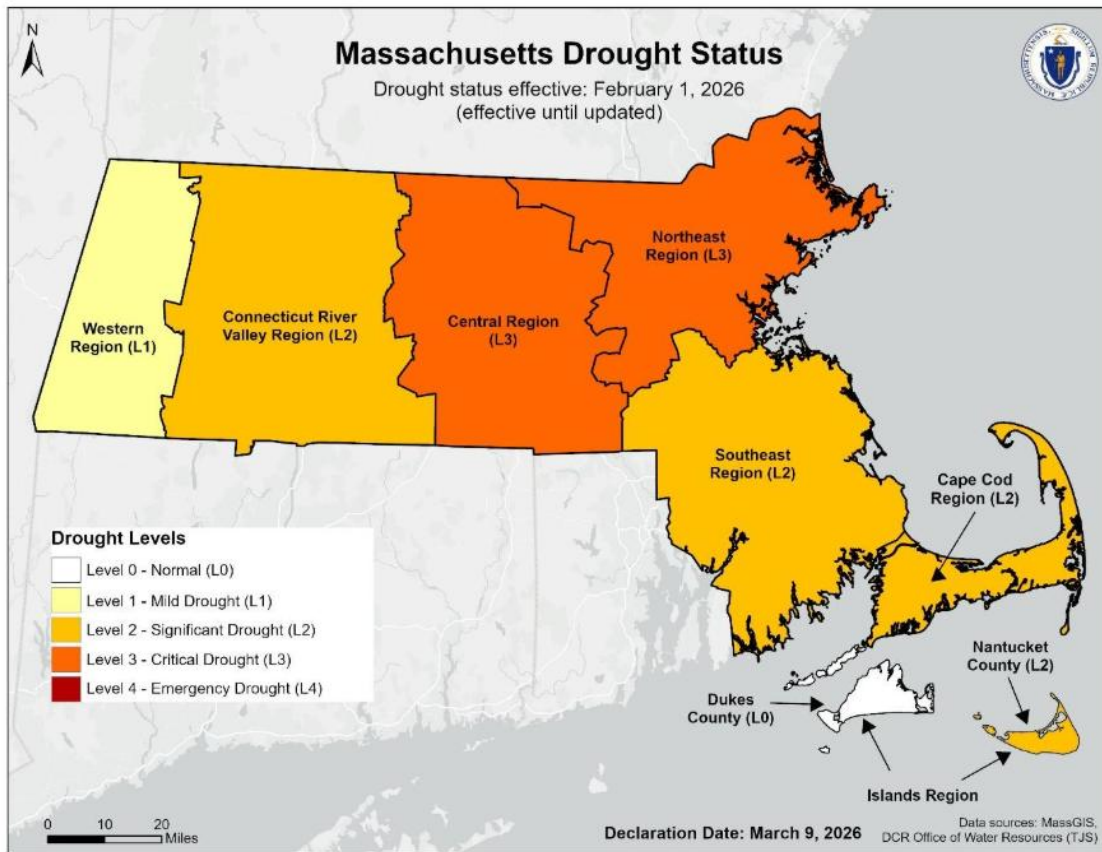 N
Massachusetts Drought Status
Drought status effective: February 1, 2026
(effective until updated)
Northeast
Region (L3)
Western
Region (L1)
Connecticut River
Valley Region (L2)
Central Region
(L3)
Southeast
Region (L2)
Cape Cod
Region (L2)
Drought Levels
Level 0 - Normal (L0)
Level 1 - Mild Drought (L1)
Level 2 - Significant Drought (L2)
Level 3 - Critical Drought (L3)
Level 4 - Emergency Drought (L4)
Nantucket
County (L2)
Dukes
County (L0)
Islands Region
0 10 20
Miles
Declaration Date: March 9, 2026
Data sources: MassGIS,
DCR Office of Water Resources (TJS)